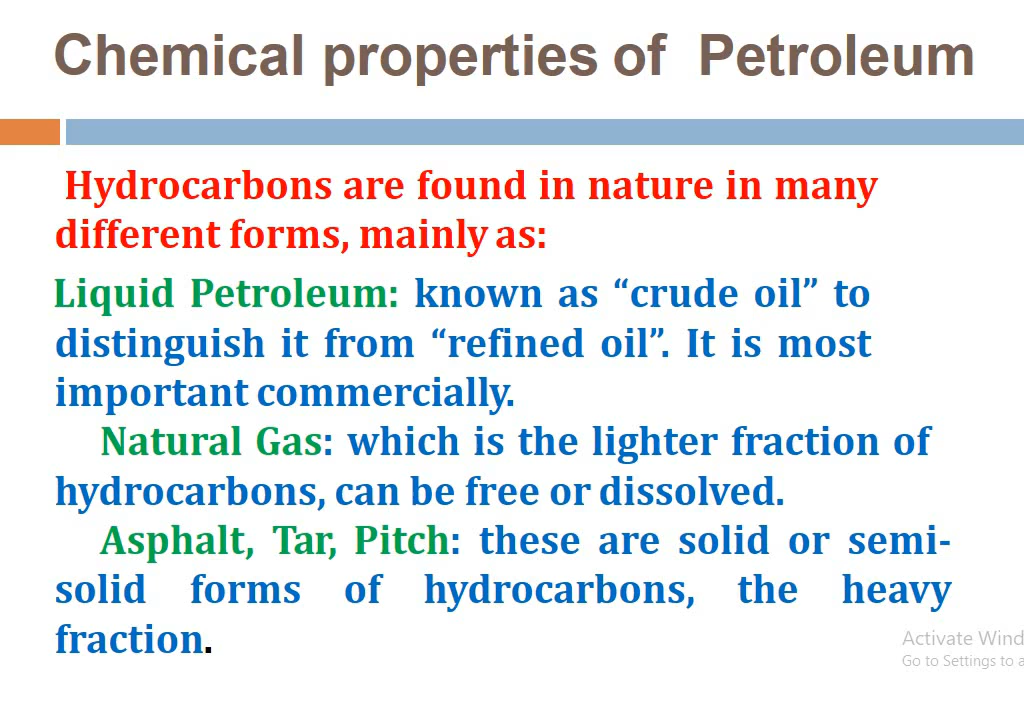 Chemical properties of Petroleum
Hydrocarbons are found in nature in many
different forms, mainly as:
Liquid Petroleum: known as “crude oil” to
distinguish it from “refined oil”. It is most
important commercially.
Natural Gas: which is the lighter fraction of
hydrocarbons, can be free or dissolved.
Asphalt, Tar, Pitch: these are solid or semi-
solid forms of hydrocarbons, the heavy
fraction.
Activate Wind
Go to Settings to a